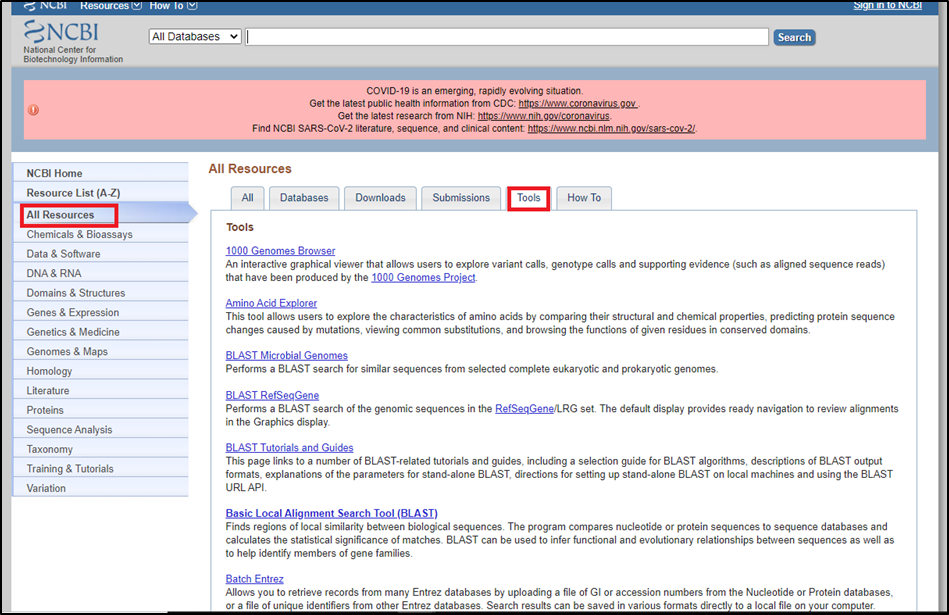 NCBI Resources How To Sign in to NCBI
NCBI
National Center for
Biotechnology Information
All Databases
Search
COVID-19 is an emerging, rapidly evolving situation.
Get the latest public health information from CDC: https://www.coronavirus.gov .
Get the latest research from NIH: https://www.nih.gov/coronavirus.
Find NCBI SARS-CoV-2 literature, sequence, and clinical content: https://www.ncbi.nlm.nih.gov/sars-cov-2/.
NCBI Home
Resource List (A-Z)
All Resources
Chemicals & Bioassays
Data & Software
DNA & RNA
Domains & Structures
Genes & Expression
Genetics & Medicine
Genomes & Maps
Homology
Literature
Proteins
Sequence Analysis
Taxonomy
Training & Tutorials
Variation
All Resources
All Databases Downloads Submissions Tools How To
Tools
1000 Genomes Browser
An interactive graphical viewer that allows users to explore variant calls, genotype calls and supporting evidence (such as aligned sequence reads)
that have been produced by the 1000 Genomes Project.
Amino Acid Explorer
This tool allows users to explore the characteristics of amino acids by comparing their structural and chemical properties, predicting protein sequence
changes caused by mutations, viewing common substitutions, and browsing the functions of given residues in conserved domains.
BLAST Microbial Genomes
Performs a BLAST search for similar sequences from selected complete eukaryotic and prokaryotic genomes.
BLAST RefSeqGene
Performs a BLAST search of the genomic sequences in the RefSeqGene/LRG set. The default display provides ready navigation to review alignments
in the Graphics display.
BLAST Tutorials and Guides
This page links to a number of BLAST-related tutorials and guides, including a selection guide for BLAST algorithms, descriptions of BLAST output
formats, explanations of the parameters for stand-alone BLAST, directions for setting up stand-alone BLAST on local machines and using the BLAST
URL API.
Basic Local Alignment Search Tool (BLAST)
Finds regions of local similarity between biological sequences. The program compares nucleotide or protein sequences to sequence databases and
calculates the statistical significance of matches. BLAST can be used to infer functional and evolutionary relationships between sequences as well as
to help identify members of gene families.
Batch Entrez
Allows you to retrieve records from many Entrez databases by uploading a file of GI or accession numbers from the Nucleotide or Protein databases,
or a file of unique identifiers from other Entrez databases. Search results can be saved in various formats directly to a local file on your computer.